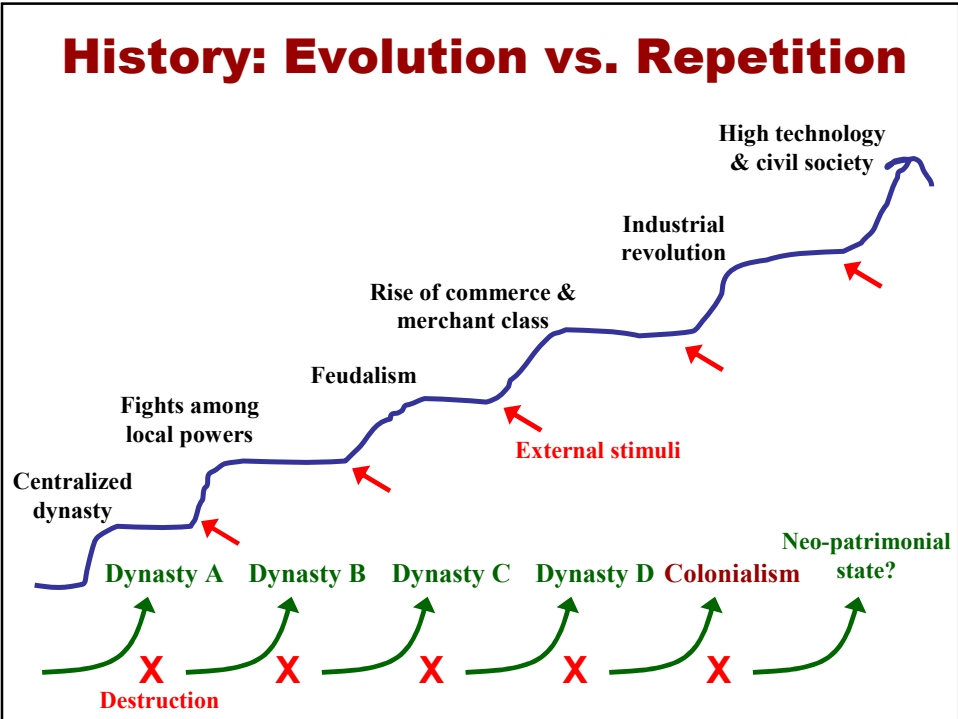 History: Evolution vs. Repetition
High technology
& civil society
Industrial
revolution
Rise of commerce &
merchant class
Feudalism
Fights among
local powers
External stimuli
Centralized
dynasty
Neo-patrimonial
state?
Dynasty A Dynasty B Dynasty C Dynasty D Colonialism
X X X X X
Destruction